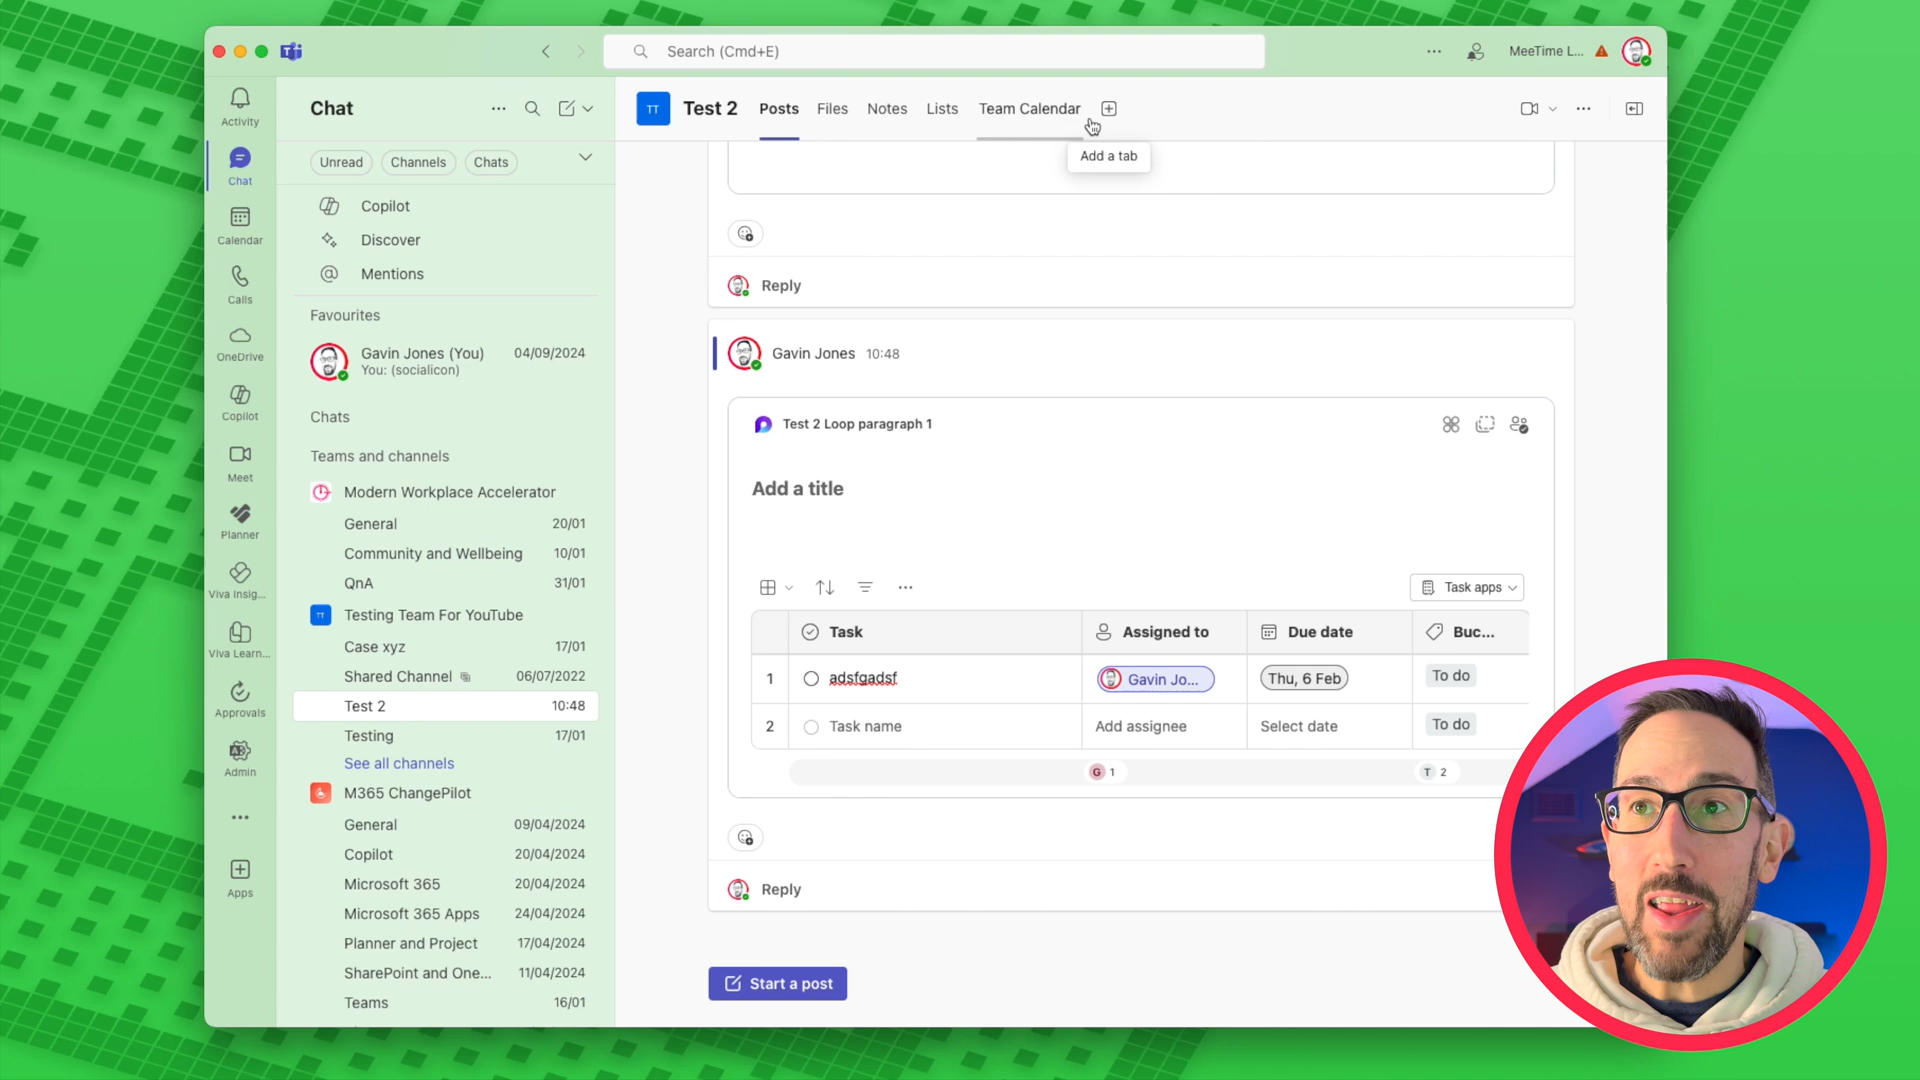 Search (Cmd+E)
MeeTime L...
Activity
Chat
Calendar
Calls
OneDrive
Copilot
Meet
Planner
Viva Insig...
Viva Learn...
Approvals
Admin
Apps
Chat
Unread
Channels
Chats
Copilot
Discover
Mentions
Favourites
Gavin Jones (You) 04/09/2024
You: (socialicon)
Chats
Teams and channels
Modern Workplace Accelerator
General 20/01
Community and Wellbeing 10/01
QnA 31/01
TT Testing Team For YouTube
Case xyz 17/01
Shared Channel 06/07/2022
Test 2 10:48
Testing 17/01
See all channels
M365 ChangePilot
General 09/04/2024
Copilot 20/04/2024
Microsoft 365 20/04/2024
Microsoft 365 Apps 24/04/2024
Planner and Project 17/04/2024
SharePoint and One... 11/04/2024
Teams 16/01
TT Test 2 Posts Files Notes Lists Team Calendar
Add a tab
Reply
Gavin Jones 10:48
Test 2 Loop paragraph 1
Add a title
Task apps
Task Assigned to Due date Buc...
1 adsfgadsf Gavin Jo... Thu, 6 Feb To do
2 Task name Add assignee Select date To do
G 1 T 2
Reply
Start a post